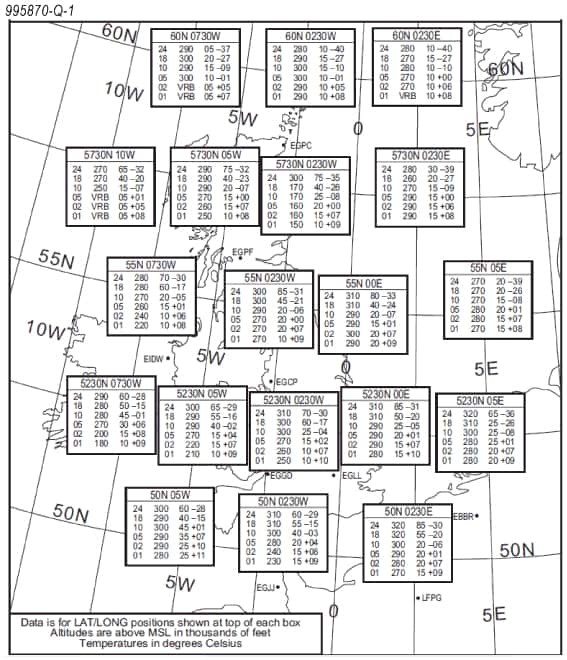 995870-Q-1
60N
60N 0730W
24 290 05 -37
18 300 20 -27
10 290 15 -09
05 300 10 -01
02 VRB 05 +05
01 VRB 05 +07
60N 0230W
24 280 10 -40
18 290 15 -27
10 300 15 -10
05 300 10 -01
02 290 10 +05
01 290 10 +08
60N 0230E
24 280 10 -40
18 270 15 -27
10 280 10 -10
05 270 10 +00
02 270 10 +06
01 VRB 10 +08
60N
10W
5W
0
5E
EGPC
5730N 10W
24 270 65 -32
18 270 40 -20
10 250 15 -07
05 VRB 05 +01
02 VRB 05 +05
01 VRB 05 +08
5730N 05W
24 290 75 -32
18 290 40 -23
10 290 20 -07
05 270 15 +00
02 260 15 +07
01 250 10 +08
5730N 0230W
24 300 75 -35
18 170 40 -26
10 170 25 -08
05 160 20 +00
02 160 15 +07
01 150 10 +09
5730N 0230E
24 280 30 -39
18 260 20 -27
10 270 15 -09
05 290 15 +00
02 290 15 +06
01 290 15 +08
55N
EGPF
55N 0730W
24 280 70 -30
18 280 60 -17
10 270 20 -05
05 260 15 +01
02 240 10 +06
01 220 10 +08
55N 0230W
24 300 85 -31
18 300 45 -21
10 290 20 -06
05 270 20 +00
02 270 20 +07
01 270 10 +09
55N 00E
24 310 80 -33
18 310 40 -24
10 290 20 -07
05 290 15 +01
02 300 20 +07
01 290 20 +09
55N 05E
24 270 20 -39
18 270 20 -26
10 270 15 -08
05 280 20 +01
02 280 15 +07
01 270 15 +08
10W
EIDW
5W
0
5E
EGCP
5230N 0730W
24 290 60 -28
18 280 50 -15
10 280 45 -01
05 270 30 +06
02 200 15 +08
01 180 10 +09
5230N 05W
24 300 65 -29
18 290 55 -16
10 290 40 -02
05 270 15 +04
02 220 15 +07
01 210 10 +09
5230N 0230W
24 310 70 -30
18 300 60 -17
10 300 25 -04
05 270 15 +02
02 260 10 +07
01 250 10 +10
5230N 00E
24 310 85 -31
18 310 50 -20
10 290 25 -05
05 290 20 +01
02 290 15 +07
01 280 15 +10
5230N 05E
24 320 65 -36
18 310 25 -26
10 300 25 -08
05 280 25 +01
02 280 20 +07
01 280 20 +09
EGGD
EGLL
50N
50N 05W
24 300 60 -28
18 290 40 -15
10 300 45 +01
05 290 35 +07
02 290 25 +10
01 280 25 +11
50N 0230W
24 310 60 -29
18 310 55 -15
10 300 40 -03
05 280 20 +04
02 240 15 +06
01 230 15 +09
50N 0230E
24 320 85 -30
18 320 55 -20
10 290 20 -06
05 290 20 +01
02 280 20 +07
01 270 15 +09
EBBR
50N
5W
EGJJ
LFPG
0
5E
Data is for LAT/LONG positions shown at top of each box
Altitudes are above MSL in thousands of feet
Temperatures in degrees Celsius